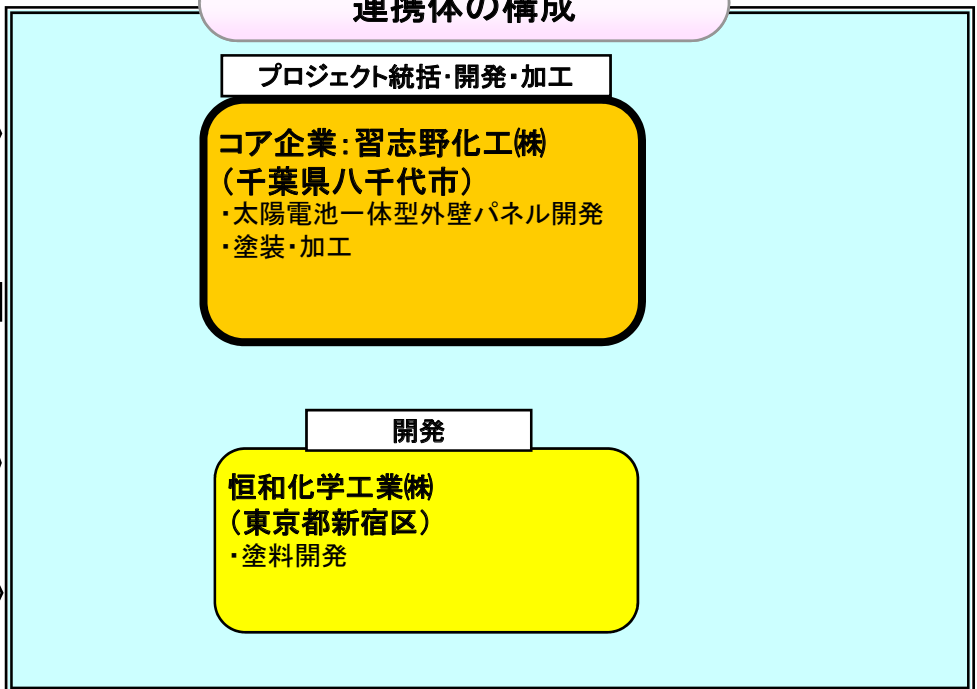 連携体の構成
プロジェクト統括・開発・加工
コア企業：習志野化工㈱
（千葉県八千代市）
・太陽電池一体型外壁パネル開発
・塗装・加工
開発
恒和化学工業㈱
（東京都新宿区）
・塗料開発